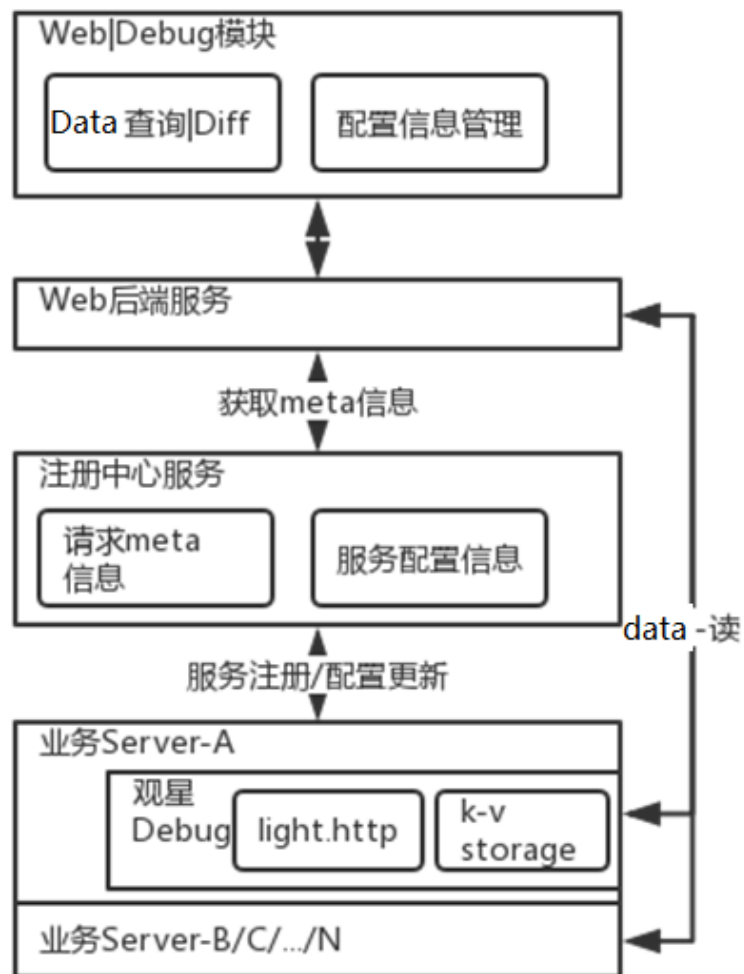 Web|Debug模块
Data 查询|Diff
配置信息管理
Web后端服务
获取meta信息
注册中心服务
请求meta
信息
服务配置信息
data -读
服务注册/配置更新
业务Server-A
观星
Debug
light.http
k-v
storage
业务Server-B/C/.../N